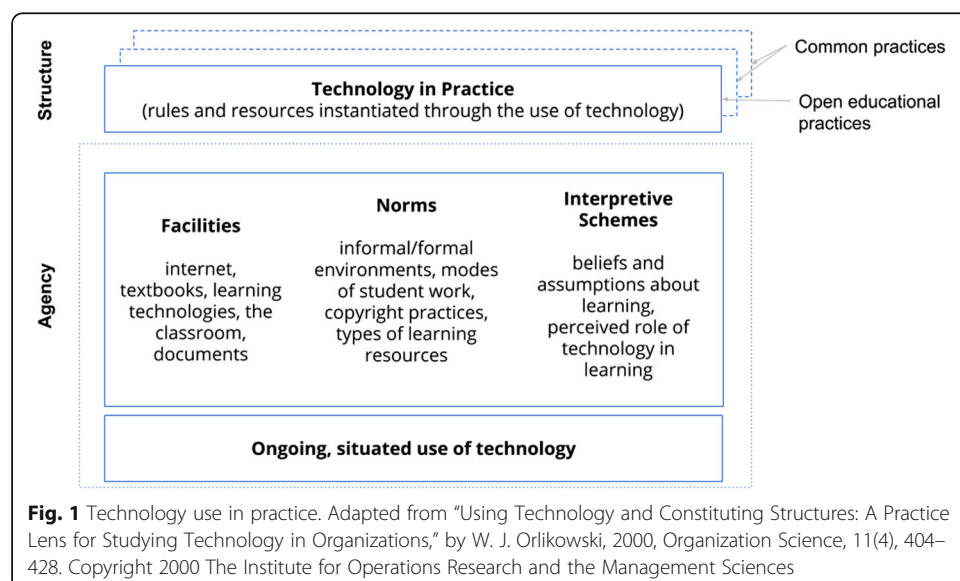 Structure
Common practices
Technology in Practice
(rules and resources instantiated through the use of technology)
Open educational
practices
Agency
Facilities
internet,
textbooks, learning
technologies, the
classroom,
documents
Norms
informal/formal
environments, modes
of student work,
copyright practices,
types of learning
resources
Interpretive
Schemes
beliefs and
assumptions about
learning,
perceived role of
technology in
learning
Ongoing, situated use of technology
Fig. 1 Technology use in practice. Adapted from “Using Technology and Constituting Structures: A Practice
Lens for Studying Technology in Organizations,” by W. J. Orlikowski, 2000, Organization Science, 11(4), 404–
428. Copyright 2000 The Institute for Operations Research and the Management Sciences